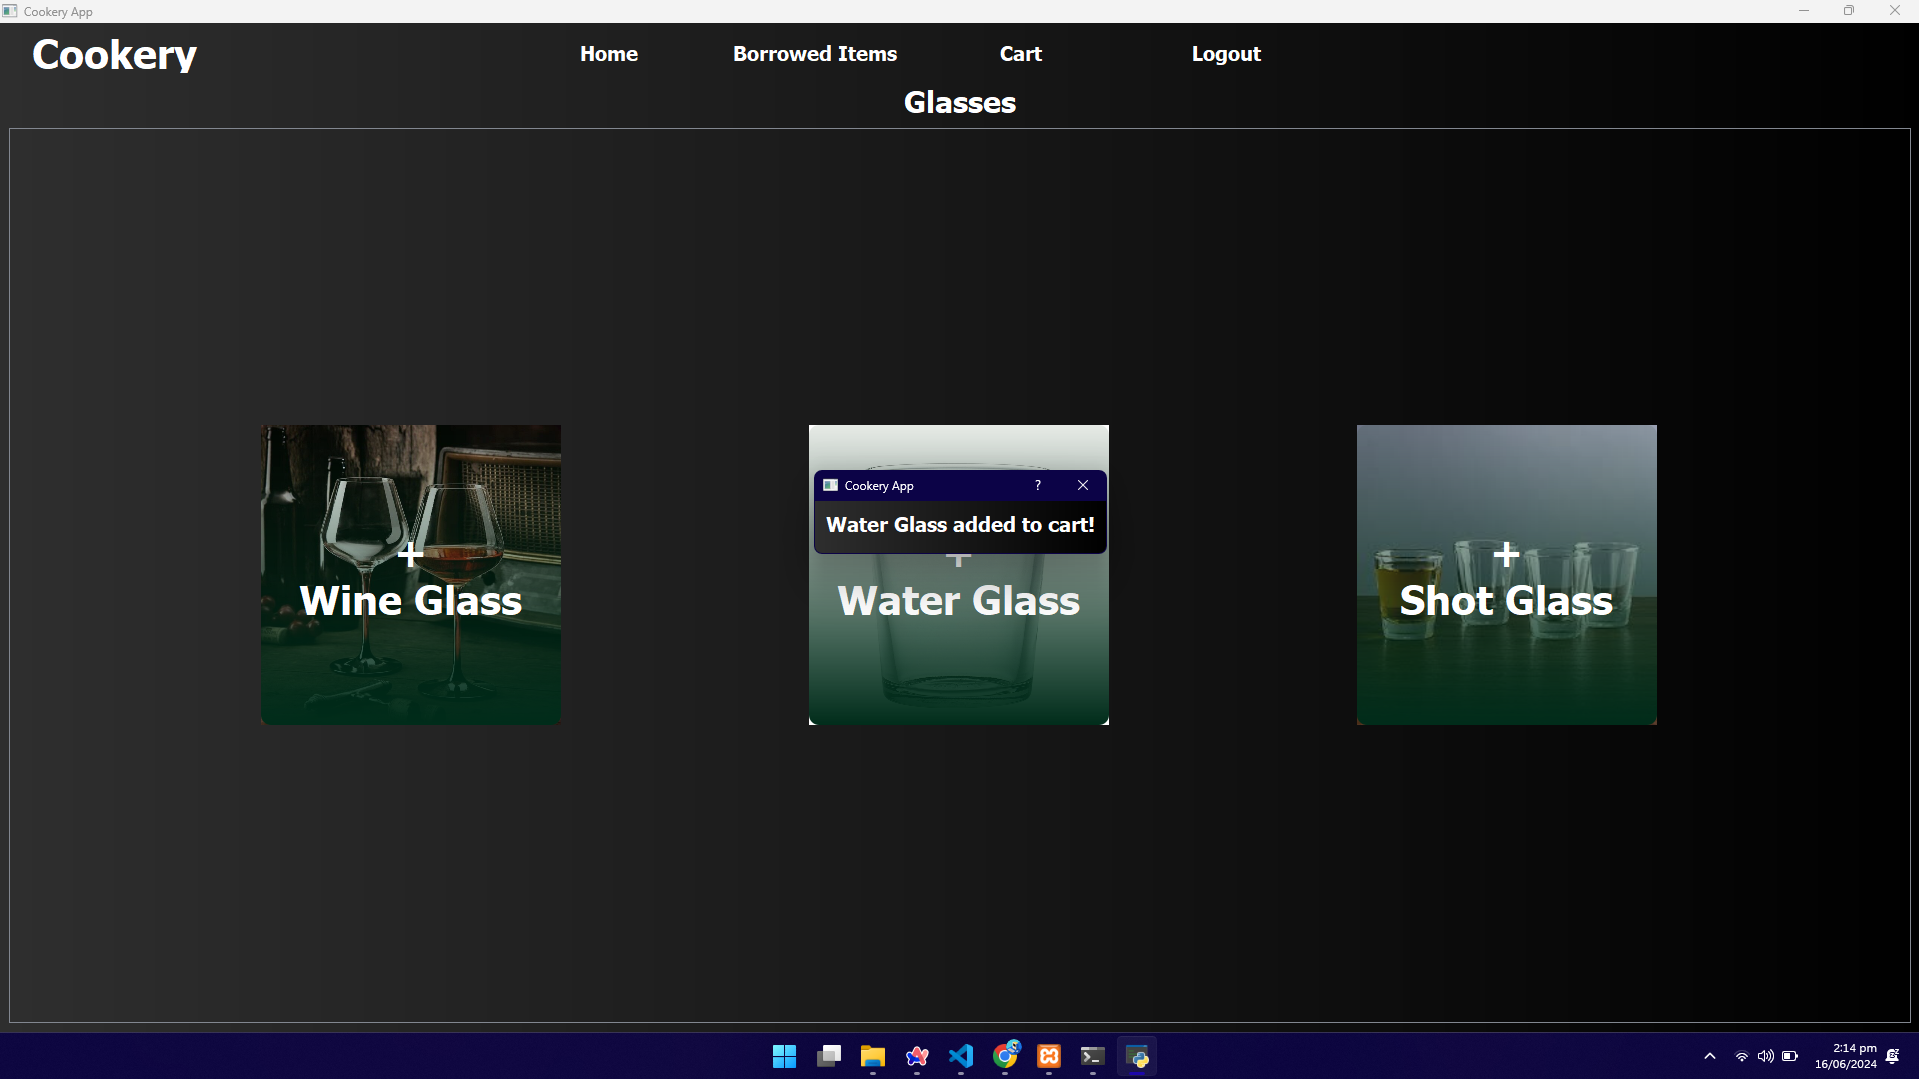 Cookery App
Cookery
Home
Borrowed Items
Cart
Logout
Glasses
Cookery App
?
Water Glass added to cart!
+
Wine Glass
+
Water Glass
+
Shot Glass
2:14 pm
16/06/2024